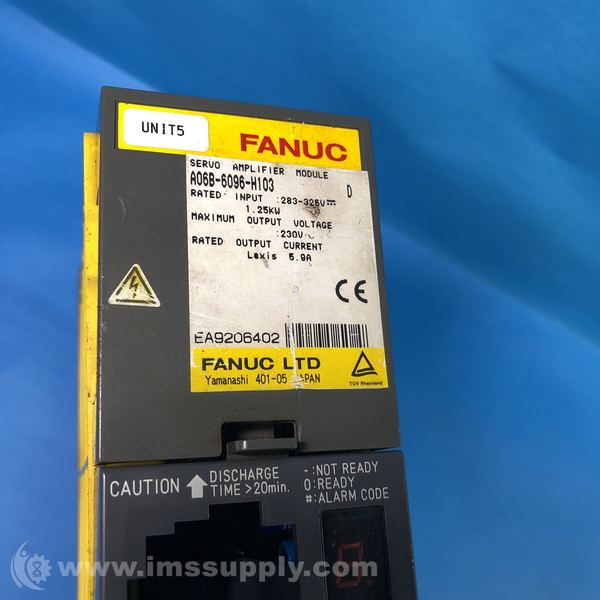 UNIT5
FANUC
SERVO AMPLIFIER MODULE
A06B-6096-H103 D
RATED INPUT :283-325V⎓
1.25KW
MAXIMUM OUTPUT VOLTAGE
:230V∿
RATED OUTPUT CURRENT
Laxis 5.9A
CE
EA9206402
FANUC LTD
Yamanashi 401-05 JAPAN
TÜV Rheinland
CAUTION DISCHARGE TIME >20min.
-:NOT READY
0:READY
#:ALARM CODE
www.imssupply.com